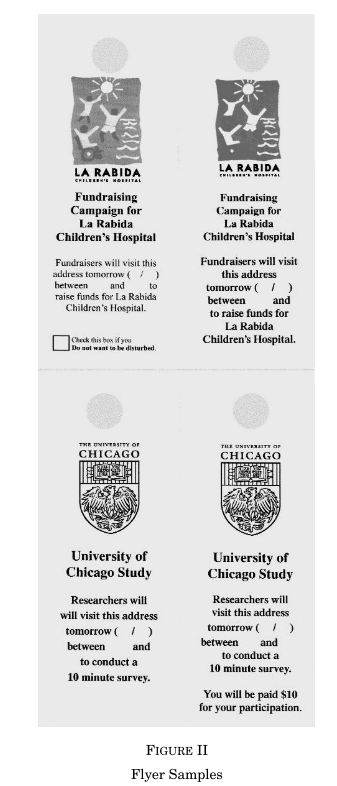 LA RABIDA
CHILDREN'S HOSPITAL
Fundraising
Campaign for
La Rabida
Children's Hospital
Fundraisers will visit this
address tomorrow ( / )
between and to
raise funds for La Rabida
Children's Hospital.
Check this box if you
Do not want to be disturbed.
LA RABIDA
CHILDREN'S HOSPITAL
Fundraising
Campaign for
La Rabida
Children's Hospital
Fundraisers will visit
this address
tomorrow ( / )
between and
to raise funds for
La Rabida
Children's Hospital.
THE UNIVERSITY OF
CHICAGO
University of
Chicago Study
Researchers will
will visit this address
tomorrow ( / )
between and
to conduct a
10 minute survey.
THE UNIVERSITY OF
CHICAGO
University of
Chicago Study
Researchers will
visit this address
tomorrow ( / )
between and
to conduct a
10 minute survey.
You will be paid $10
for your participation.
FIGURE II
Flyer Samples